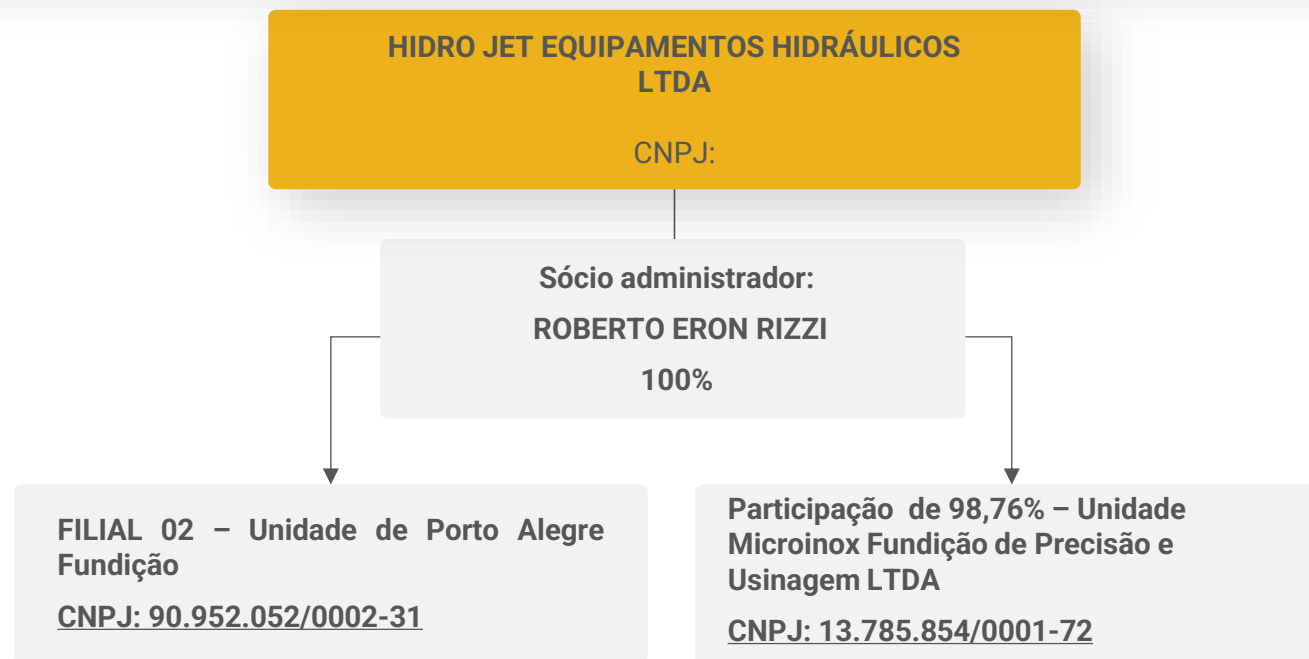 HIDRO JET EQUIPAMENTOS HIDRÁULICOS
LTDA
CNPJ:
Sócio administrador:
ROBERTO ERON RIZZI
100%
FILIAL 02 – Unidade de Porto Alegre
Fundição
CNPJ: 90.952.052/0002-31
Participação de 98,76% – Unidade
Microinox Fundição de Precisão e
Usinagem LTDA
CNPJ: 13.785.854/0001-72